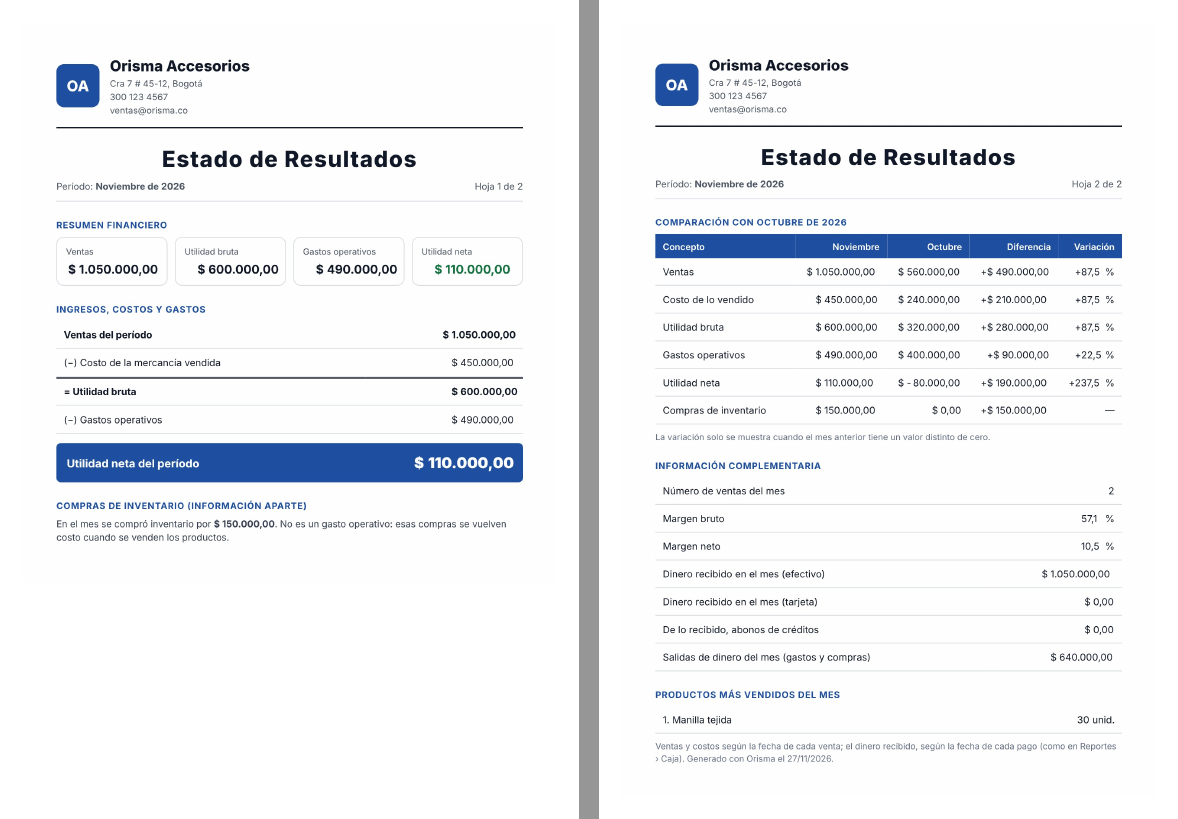 OA
Orisma Accesorios
Cra 7 # 45-12, Bogotá
300 123 4567
ventas@orisma.co
Estado de Resultados
Período: Noviembre de 2026
Hoja 1 de 2
RESUMEN FINANCIERO
Ventas
$ 1.050.000,00
Utilidad bruta
$ 600.000,00
Gastos operativos
$ 490.000,00
Utilidad neta
$ 110.000,00
INGRESOS, COSTOS Y GASTOS
Ventas del período $ 1.050.000,00
(−) Costo de la mercancía vendida $ 450.000,00
= Utilidad bruta $ 600.000,00
(−) Gastos operativos $ 490.000,00
Utilidad neta del período $ 110.000,00
COMPRAS DE INVENTARIO (INFORMACIÓN APARTE)
En el mes se compró inventario por $ 150.000,00. No es un gasto operativo: esas compras se vuelven
costo cuando se venden los productos.
OA
Orisma Accesorios
Cra 7 # 45-12, Bogotá
300 123 4567
ventas@orisma.co
Estado de Resultados
Período: Noviembre de 2026
Hoja 2 de 2
COMPARACIÓN CON OCTUBRE DE 2026
Concepto Noviembre Octubre Diferencia Variación
Ventas $ 1.050.000,00 $ 560.000,00 +$ 490.000,00 +87,5 %
Costo de lo vendido $ 450.000,00 $ 240.000,00 +$ 210.000,00 +87,5 %
Utilidad bruta $ 600.000,00 $ 320.000,00 +$ 280.000,00 +87,5 %
Gastos operativos $ 490.000,00 $ 400.000,00 +$ 90.000,00 +22,5 %
Utilidad neta $ 110.000,00 $ - 80.000,00 +$ 190.000,00 +237,5 %
Compras de inventario $ 150.000,00 $ 0,00 +$ 150.000,00 —
La variación solo se muestra cuando el mes anterior tiene un valor distinto de cero.
INFORMACIÓN COMPLEMENTARIA
Número de ventas del mes 2
Margen bruto 57,1 %
Margen neto 10,5 %
Dinero recibido en el mes (efectivo) $ 1.050.000,00
Dinero recibido en el mes (tarjeta) $ 0,00
De lo recibido, abonos de créditos $ 0,00
Salidas de dinero del mes (gastos y compras) $ 640.000,00
PRODUCTOS MÁS VENDIDOS DEL MES
1. Manilla tejida 30 unid.
Ventas y costos según la fecha de cada venta; el dinero recibido, según la fecha de cada pago (como en Reportes
› Caja). Generado con Orisma el 27/11/2026.